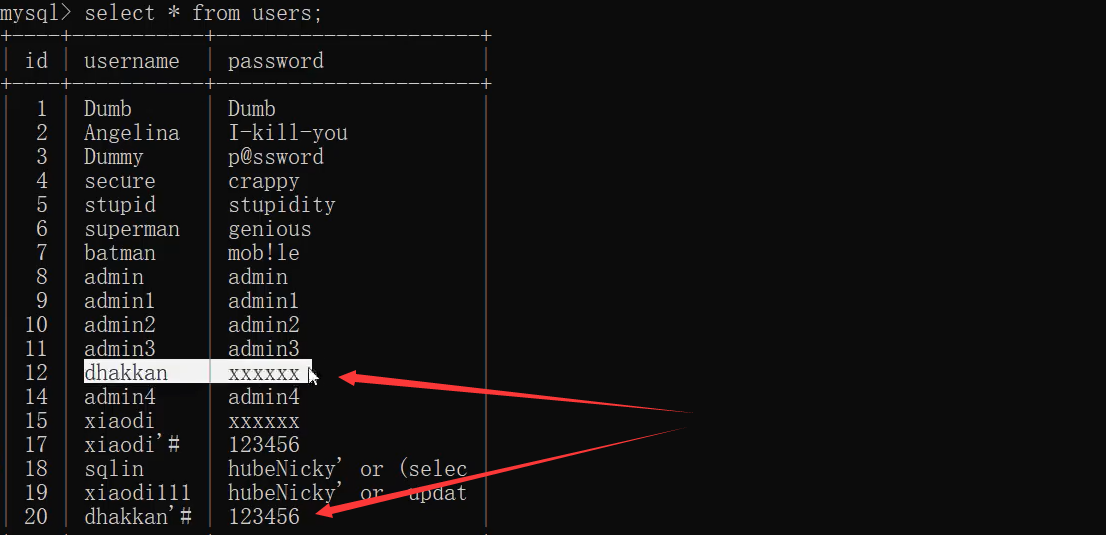 mysql> select * from users;
+----+-----------+----------------------+
| id | username | password |
+----+-----------+----------------------+
| 1 | Dumb | Dumb |
| 2 | Angelina | I-kill-you |
| 3 | Dummy | p@ssword |
| 4 | secure | crappy |
| 5 | stupid | stupidity |
| 6 | superman | genious |
| 7 | batman | mob!le |
| 8 | admin | admin |
| 9 | admin1 | admin1 |
| 10 | admin2 | admin2 |
| 11 | admin3 | admin3 |
| 12 | dhakkan | xxxxxx |
| 14 | admin4 | admin4 |
| 15 | xiaodi | xxxxxx |
| 17 | xiaodi'# | 123456 |
| 18 | sqlin | hubeNicky' or (selec |
| 19 | xiaodi111 | hubeNicky' or updat |
| 20 | dhakkan'# | 123456 |